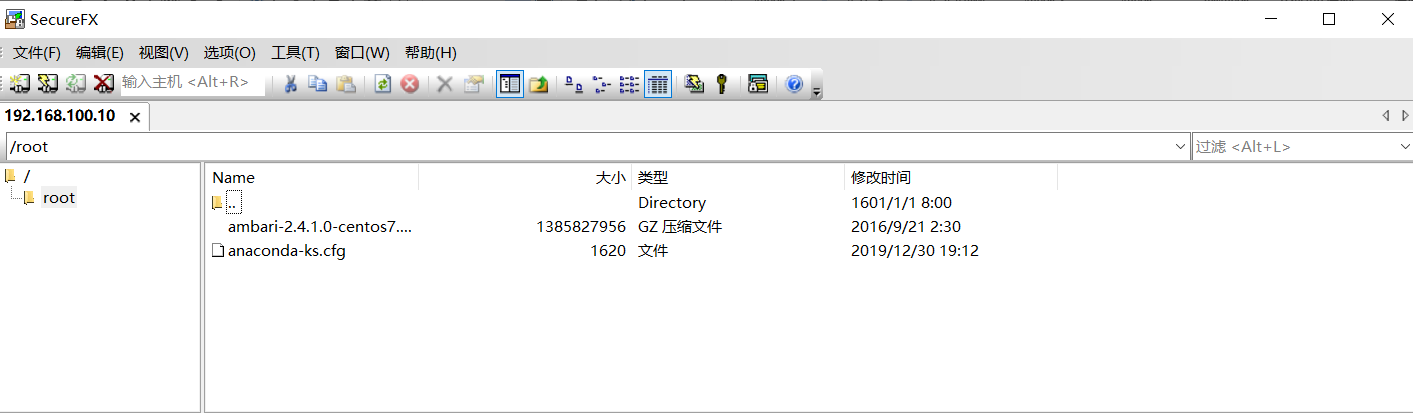 SecureFX
文件(F) 编辑(E) 视图(V) 选项(O) 工具(T) 窗口(W) 帮助(H)
输入主机 <Alt+R>
192.168.100.10
/root 过滤 <Alt+L>
/
root
Name 大小 类型 修改时间
.. Directory 1601/1/1 8:00
ambari-2.4.1.0-centos7.... 1385827956 GZ 压缩文件 2016/9/21 2:30
anaconda-ks.cfg 1620 文件 2019/12/30 19:12